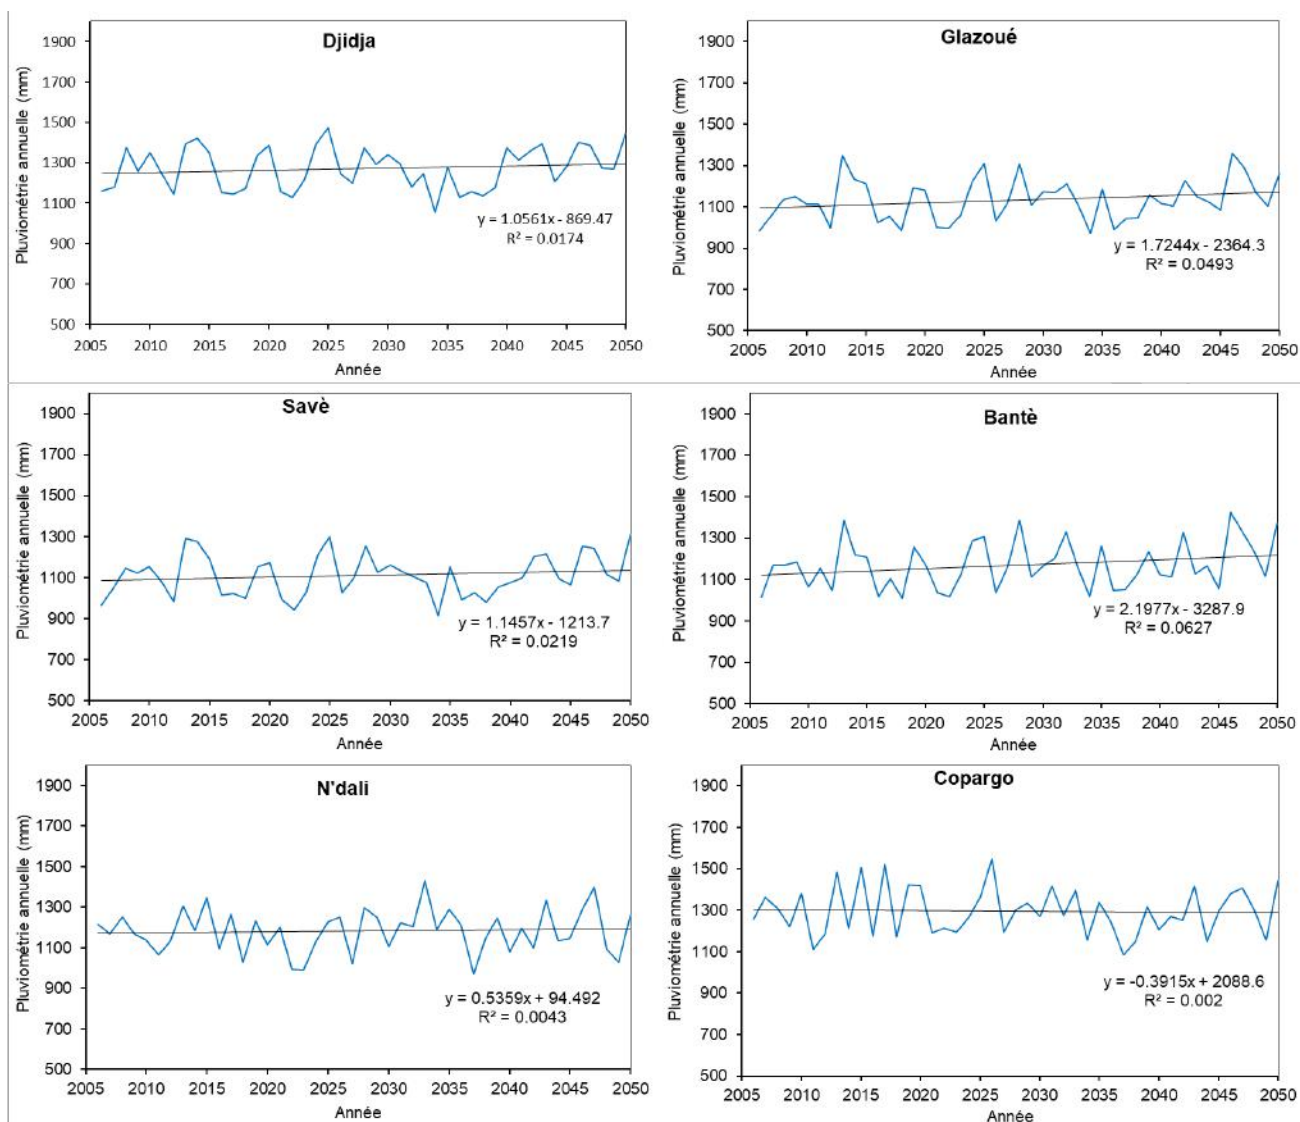 Djidja
Pluviométrie annuelle (mm)
1900
1700
1500
1300
1100
900
700
500
y = 1.0561x - 869.47
R² = 0.0174
2005 2010 2015 2020 2025 2030 2035 2040 2045 2050
Année
Glazoué
Pluviométrie annuelle (mm)
1900
1700
1500
1300
1100
900
700
500
y = 1.7244x - 2364.3
R² = 0.0493
2005 2010 2015 2020 2025 2030 2035 2040 2045 2050
Année
Savè
Pluviométrie annuelle (mm)
1900
1700
1500
1300
1100
900
700
500
y = 1.1457x - 1213.7
R² = 0.0219
2005 2010 2015 2020 2025 2030 2035 2040 2045 2050
Année
Bantè
Pluviométrie annuelle (mm)
1900
1700
1500
1300
1100
900
700
500
y = 2.1977x - 3287.9
R² = 0.0627
2005 2010 2015 2020 2025 2030 2035 2040 2045 2050
Année
N'dali
Pluviométrie annuelle (mm)
1900
1700
1500
1300
1100
900
700
500
y = 0.5359x + 94.492
R² = 0.0043
2005 2010 2015 2020 2025 2030 2035 2040 2045 2050
Année
Copargo
Pluviométrie annuelle (mm)
1900
1700
1500
1300
1100
900
700
500
y = -0.3915x + 2088.6
R² = 0.002
2005 2010 2015 2020 2025 2030 2035 2040 2045 2050
Année